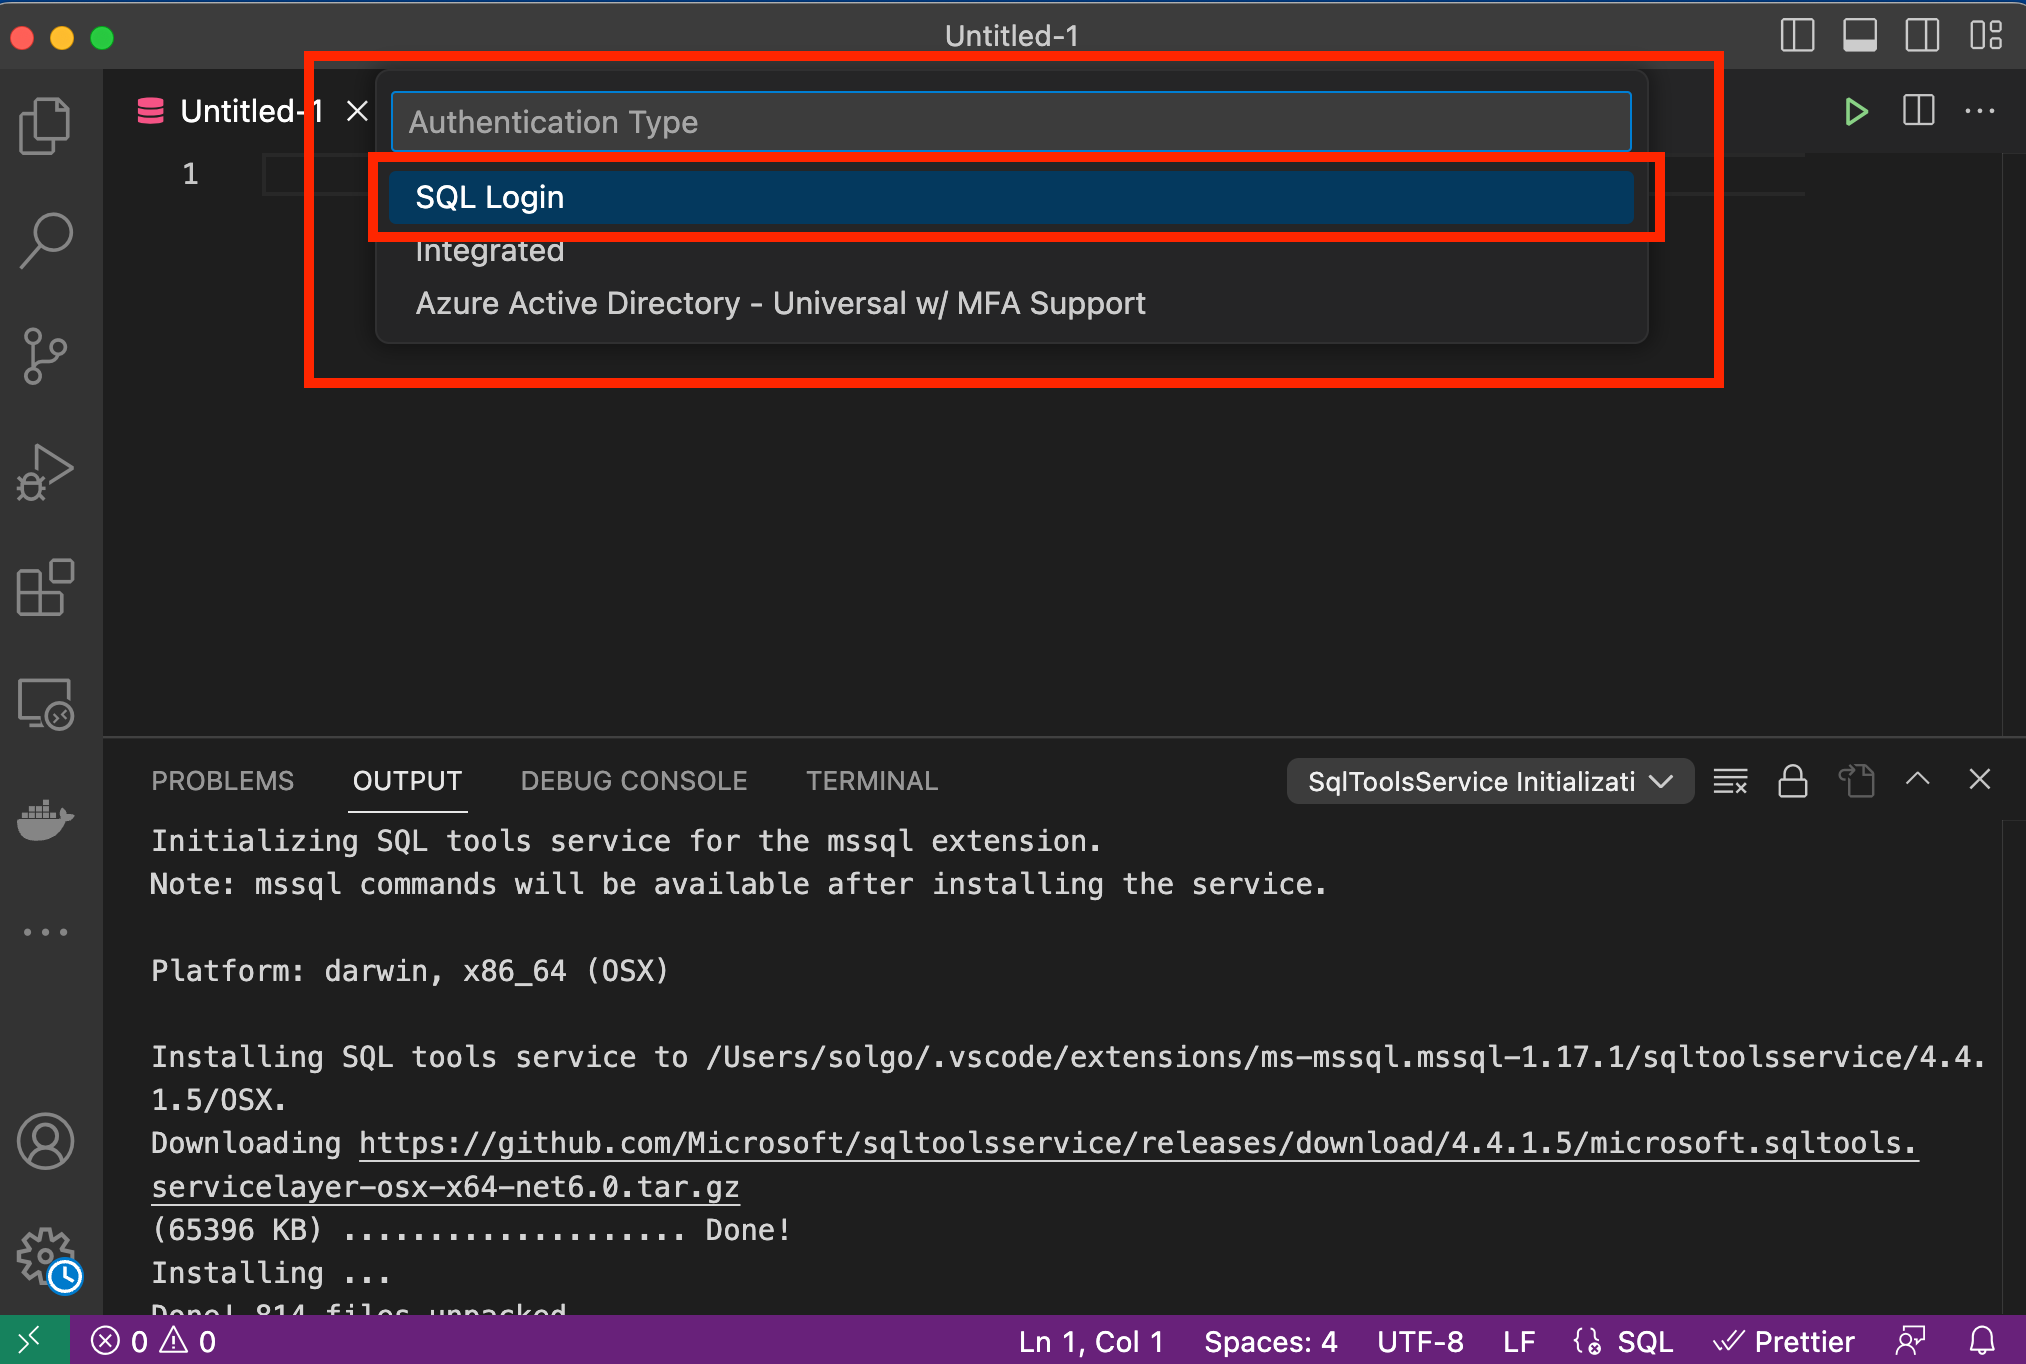 Untitled-1
Untitled-1
Authentication Type
SQL Login
Integrated
Azure Active Directory - Universal w/ MFA Support
1
PROBLEMS OUTPUT DEBUG CONSOLE TERMINAL SqlToolsService Initializati
Initializing SQL tools service for the mssql extension.
Note: mssql commands will be available after installing the service.
Platform: darwin, x86_64 (OSX)
Installing SQL tools service to /Users/solgo/.vscode/extensions/ms-mssql.mssql-1.17.1/sqltoolsservice/4.4.
1.5/OSX.
Downloading https://github.com/Microsoft/sqltoolsservice/releases/download/4.4.1.5/microsoft.sqltools.
servicelayer-osx-x64-net6.0.tar.gz
(65396 KB) .................... Done!
Installing ...
Done! 814 files unpacked
0 0 Ln 1, Col 1 Spaces: 4 UTF-8 LF SQL Prettier